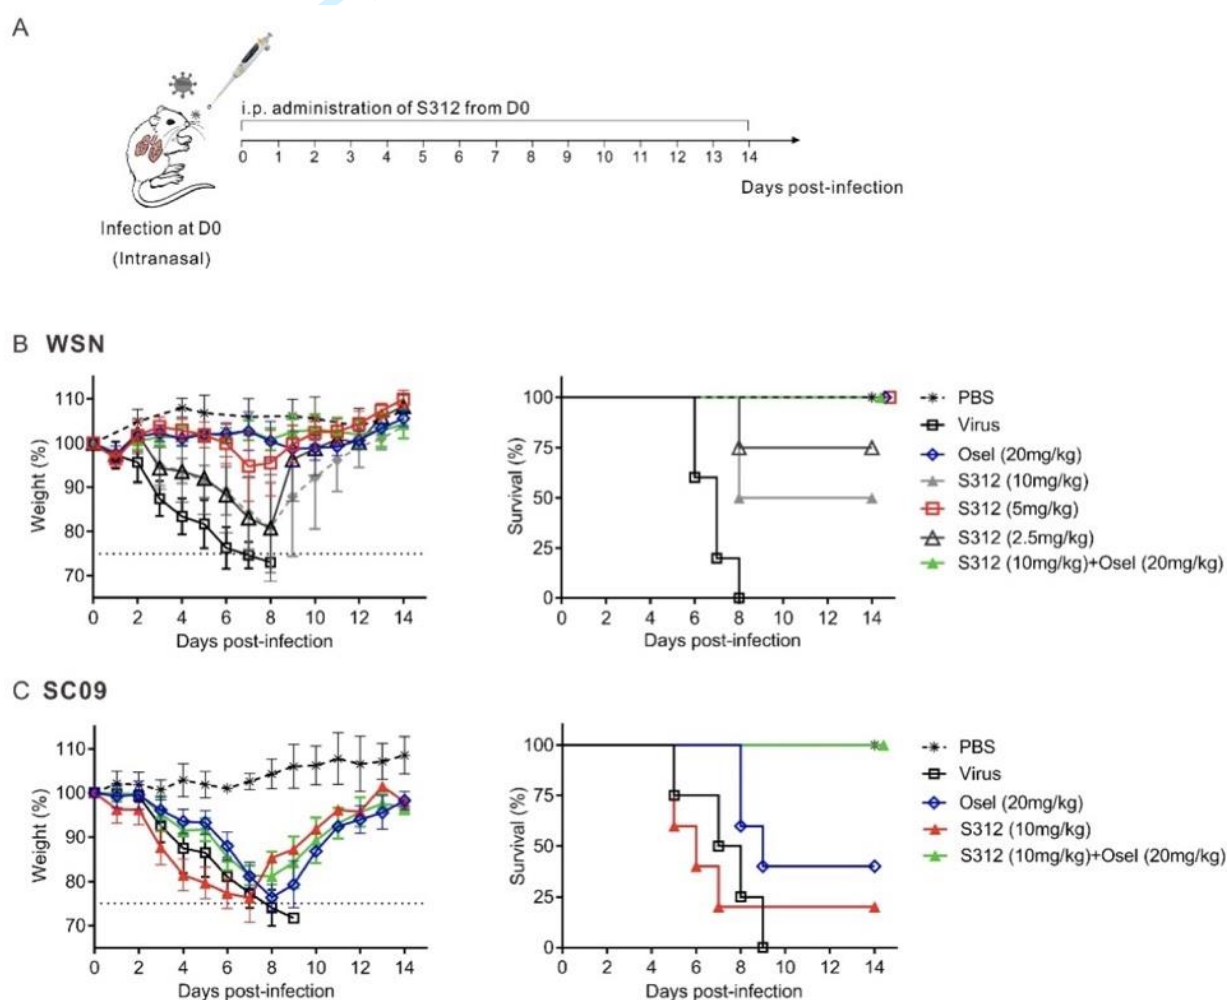 A
i.p. administration of S312 from D0
0 1 2 3 4 5 6 7 8 9 10 11 12 13 14
Days post-infection
Infection at D0
(Intranasal)
B WSN
Weight (%)
110
100
90
80
70
0 2 4 6 8 10 12 14
Days post-infection
Survival (%)
100
75
50
25
0
0 2 4 6 8 10 12 14
Days post-infection
PBS
Virus
Osel (20mg/kg)
S312 (10mg/kg)
S312 (5mg/kg)
S312 (2.5mg/kg)
S312 (10mg/kg)+Osel (20mg/kg)
C SC09
Weight (%)
110
100
90
80
70
0 2 4 6 8 10 12 14
Days post-infection
Survival (%)
100
75
50
25
0
0 2 4 6 8 10 12 14
Days post-infection
PBS
Virus
Osel (20mg/kg)
S312 (10mg/kg)
S312 (10mg/kg)+Osel (20mg/kg)